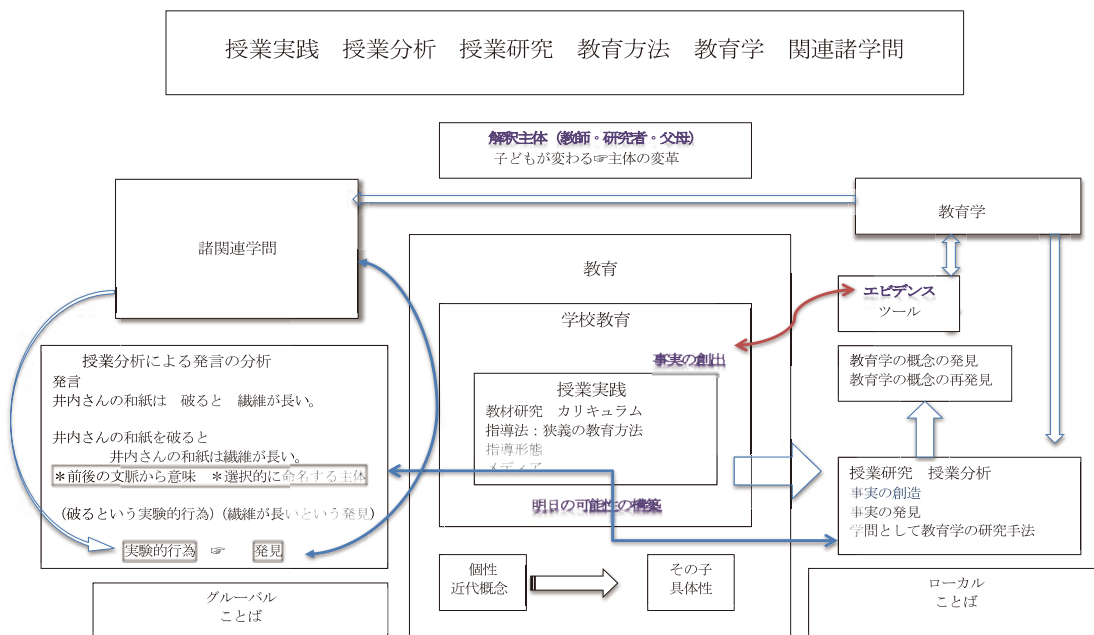 授業実践　授業分析　授業研究　教育方法　教育学　関連諸学問
解釈主体（教師・研究者・父母）
子どもが変わる☞主体の変革
諸関連学問
教育学
教育
エビデンス
ツール
学校教育
事実の創出
教育学の概念の発見
教育学の概念の再発見
授業分析による発言の分析
発言
井内さんの和紙は　破ると　繊維が長い。
井内さんの和紙を破ると
井内さんの和紙は繊維が長い。
＊前後の文脈から意味　＊選択的に命名する主体
（破るという実験的行為）（繊維が長いという発見）
実験的行為　☞　発見
授業実践
教材研究　カリキュラム
指導法：狭義の教育方法
指導形態
メディア
明日の可能性の構築
授業研究　授業分析
事実の創造
事実の発見
学問として教育学の研究手法
個性
近代概念
その子
具体性
グルーバル
ことば
ローカル
ことば